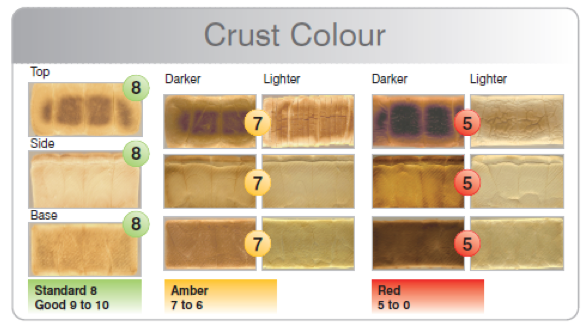 Crust Colour
Top
Darker
Lighter
Darker
Lighter
8
7
5
Side
8
7
5
Base
8
7
5
Standard 8
Good 9 to 10
Amber
7 to 6
Red
5 to 0